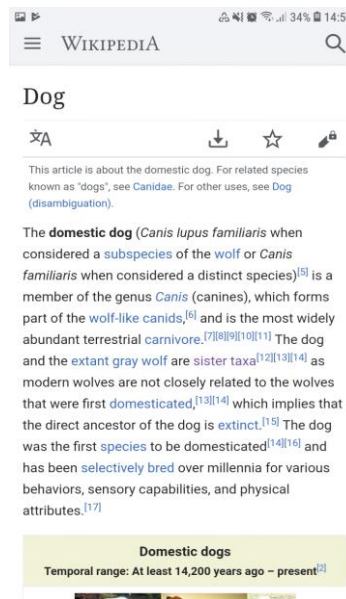 34% 14:5
WIKIPEDIA
Dog
This article is about the domestic dog. For related species
known as "dogs", see Canidae. For other uses, see Dog
(disambiguation).
The domestic dog (Canis lupus familiaris when
considered a subspecies of the wolf or Canis
familiaris when considered a distinct species)[5] is a
member of the genus Canis (canines), which forms
part of the wolf-like canids,[6] and is the most widely
abundant terrestrial carnivore.[7][8][9][10][11] The dog
and the extant gray wolf are sister taxa[12][13][14] as
modern wolves are not closely related to the wolves
that were first domesticated,[13][14] which implies that
the direct ancestor of the dog is extinct.[15] The dog
was the first species to be domesticated[14][16] and
has been selectively bred over millennia for various
behaviors, sensory capabilities, and physical
attributes.[17]
Domestic dogs
Temporal range: At least 14,200 years ago – present[2]